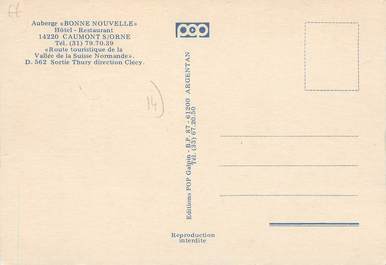 Auberge «BONNE NOUVELLE»
Hôtel - Restaurant
14220 CAUMONT S/ORNE
Tél. (31) 79.70.39
«Route touristique de la
Vallée de la Suisse Normande».
D. 562 Sortie Thury direction Clécy.
14)
pop
Editions POP Galpin - B.P. 87 - 61200 ARGENTAN
Tél. (33) 67.20.50
Reproduction
interdite